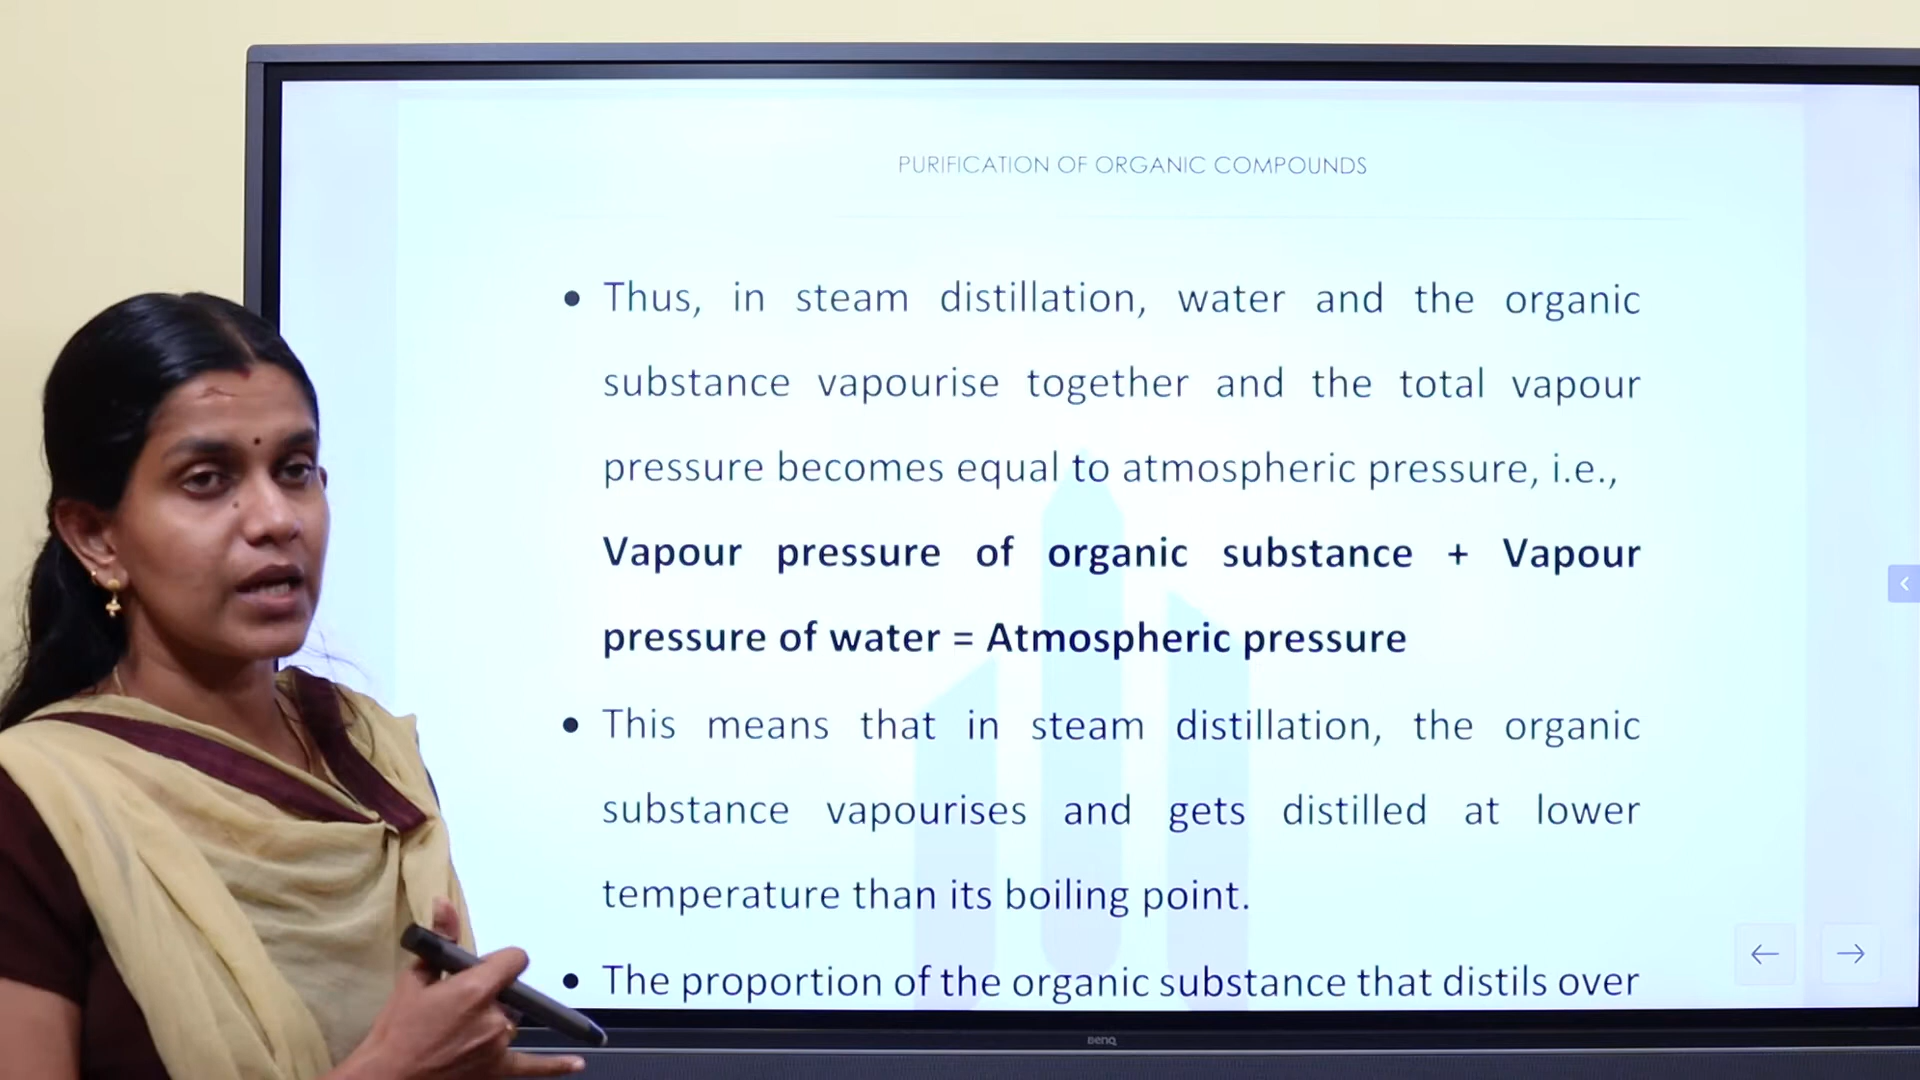 PURIFICATION OF ORGANIC COMPOUNDS
• Thus, in steam distillation, water and the organic
substance vapourise together and the total vapour
pressure becomes equal to atmospheric pressure, i.e.,
Vapour pressure of organic substance + Vapour
pressure of water = Atmospheric pressure
• This means that in steam distillation, the organic
substance vapourises and gets distilled at lower
temperature than its boiling point.
• The proportion of the organic substance that distils over
BenQ